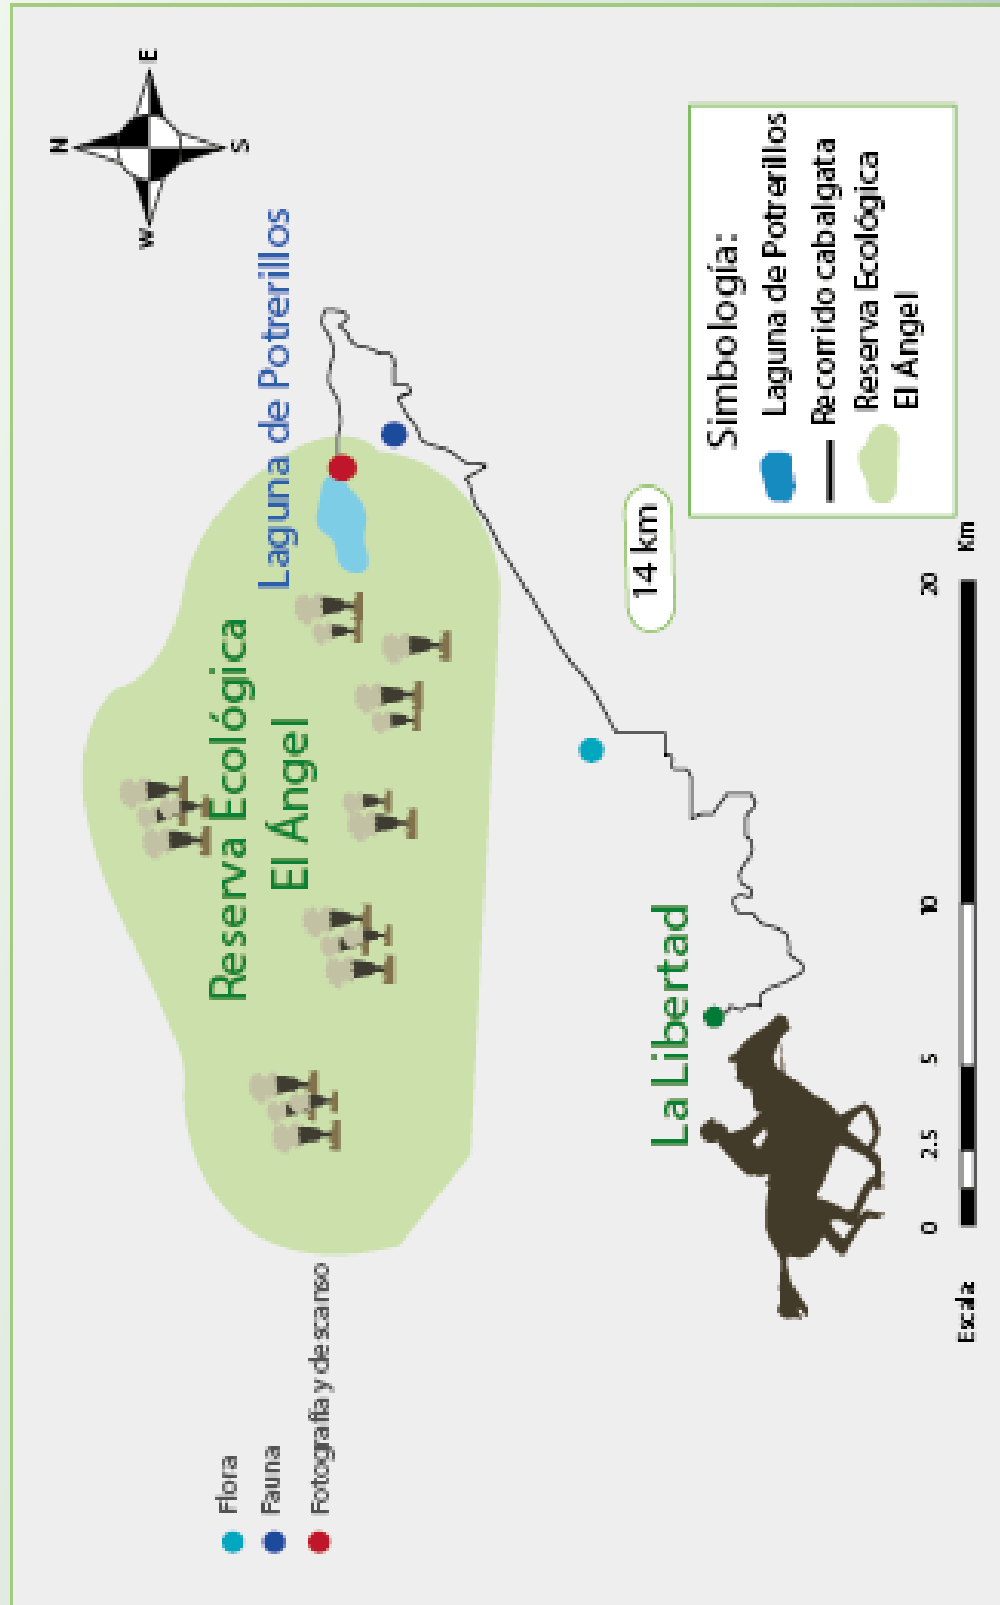 N
W
E
S
Flora
Fauna
Fotografía y descanso
Reserva Ecológica
El Ángel
Laguna de Potrerillos
La Libertad
14 km
Simbología:
Laguna de Potrerillos
Recorrido cabalgata
Reserva Ecológica
El Ángel
Escala:
0 2.5 5 10 20 Km